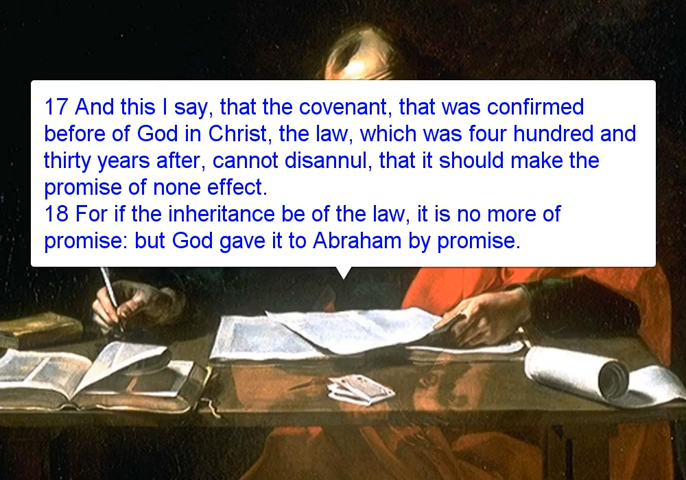 17 And this I say, that the covenant, that was confirmed
before of God in Christ, the law, which was four hundred and
thirty years after, cannot disannul, that it should make the
promise of none effect.
18 For if the inheritance be of the law, it is no more of
promise: but God gave it to Abraham by promise.